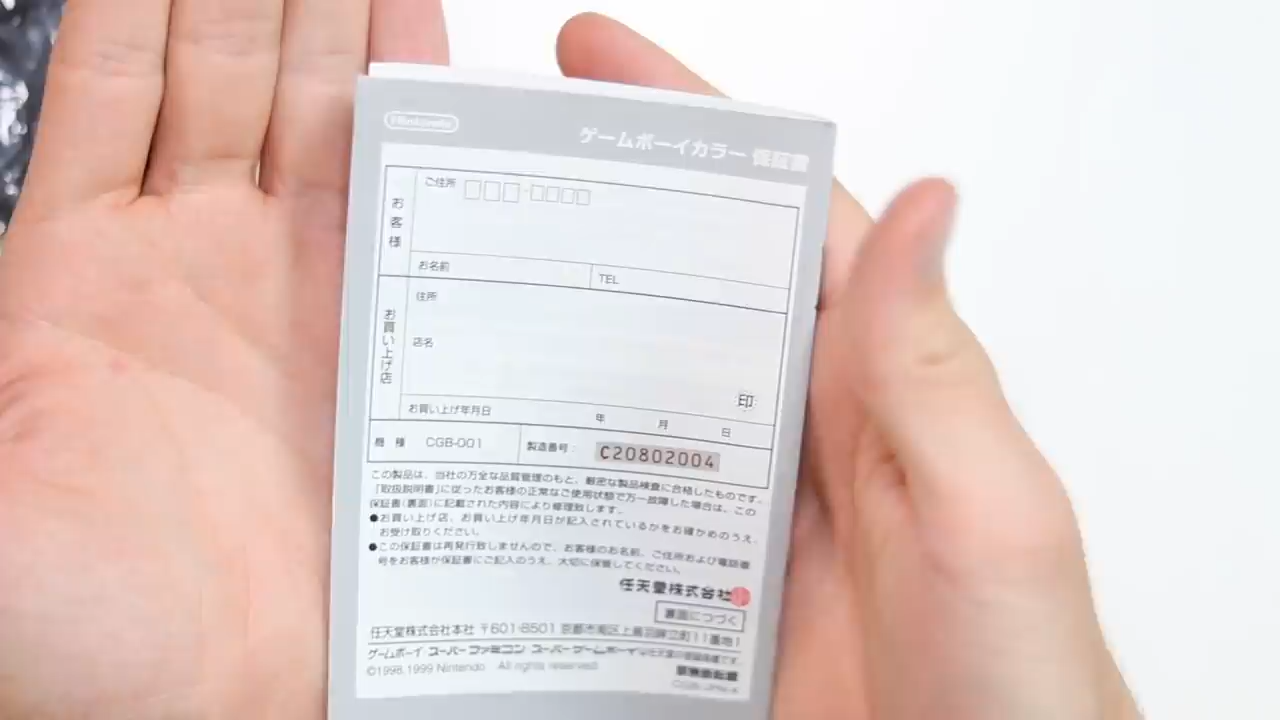 Nintendo
ゲームボーイカラー 保証書
お客様
ご住所
お名前
TEL
お買い上げ店
住所
店名
印
お買い上げ年月日 年 月 日
機種 CGB-001 製造番号: C20802004
この製品は、当社の万全な品質管理のもと、厳密な製品検査に合格したものです。
「取扱説明書」に従ったお客様の正常なご使用状態で万一故障した場合は、この
保証書(裏面)に記載された内容により修理致します。
●お買い上げ店、お買い上げ年月日が記入されているかをお確かめのうえ、
お受け取りください。
●この保証書は再発行致しませんので、お客様のお名前、ご住所および電話番
号をお客様が保証書にご記入のうえ、大切に保管してください。
任天堂株式会社
裏面につづく
任天堂株式会社本社 〒601-8501 京都市南区上鳥羽鉾立町11番地1
ゲームボーイ スーパーファミコン スーパーゲームボーイは任天堂の登録商標です。
©1998,1999 Nintendo All rights reserved.
禁無断転載